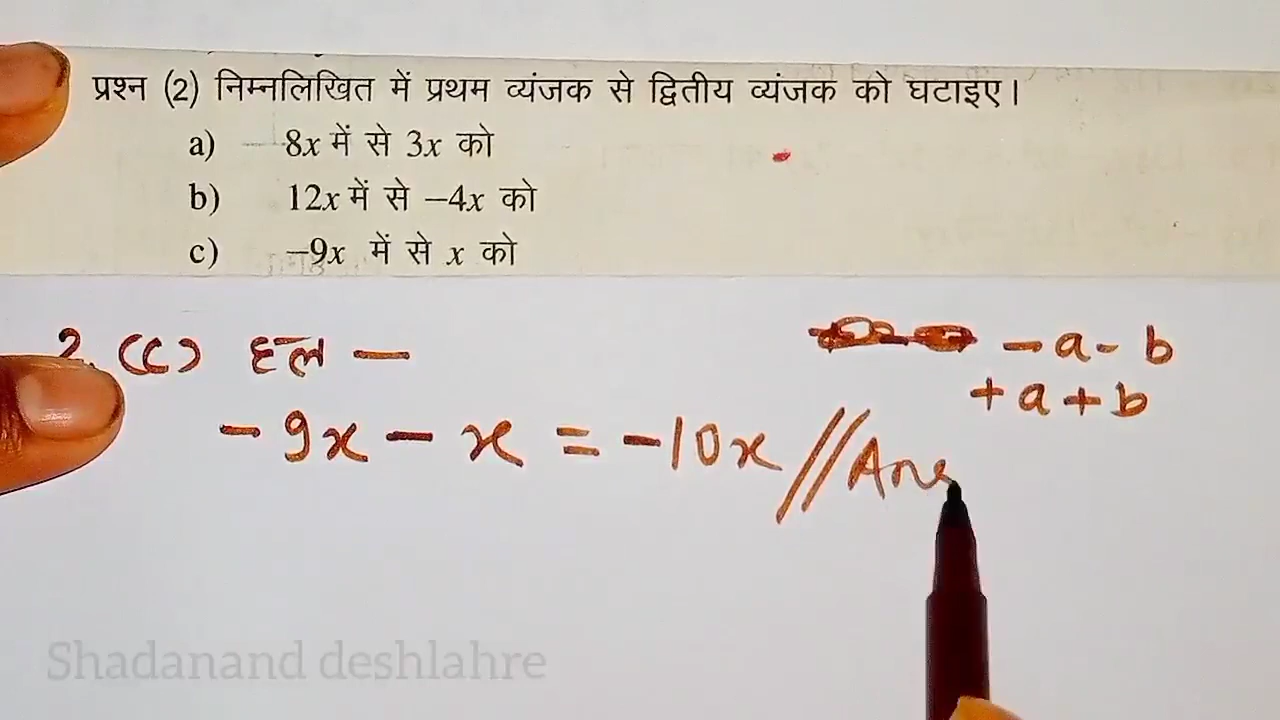 प्रश्न (2) निम्नलिखित में प्रथम व्यंजक से द्वितीय व्यंजक को घटाइए।
a) 8x में से 3x को
b) 12x में से –4x को
c) –9x में से x को
2. (c) हल –
- a - b
+ a + b
- 9x - x = -10x // Ans
Shadanand deshlahre